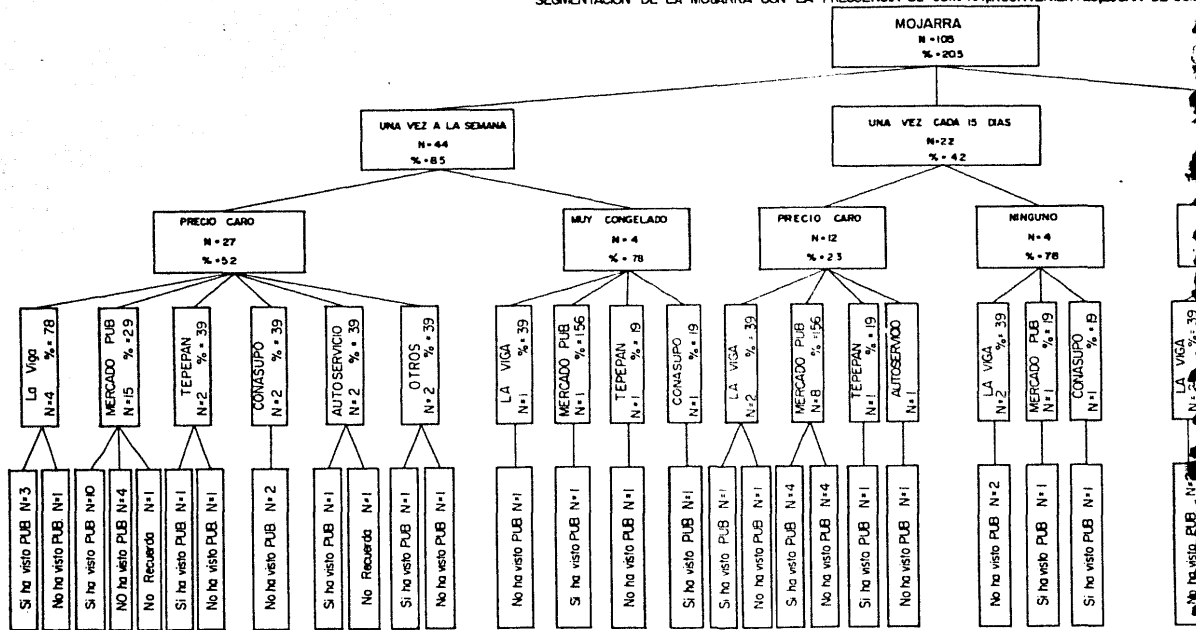 SEGMENTACION DE LA MOJARRA CON LA FRECUENCIA DE
MOJARRA
N=106
%=205
UNA VEZ A LA SEMANA
N=44
%=85
UNA VEZ CADA 15 DIAS
N=22
%=42
PRECIO CARO
N=27
%=52
MUY CONGELADO
N=4
%=78
PRECIO CARO
N=12
%=23
NINGUNO
N=4
%=78
La Viga
N=4 %=78
MERCADO PUB
N=15 %=29
TEPEPAN
N=2 %=39
CONASUPO
N=2 %=39
AUTOSERVICIO
N=2 %=39
OTROS
N=2 %=39
LA VIGA
N=1 %=39
MERCADO PUB
N=1 %=156
TEPEPAN
N=1 %=19
CONASUPO
N=1 %=19
LA VIGA
N=2 %=39
MERCADO PUB
N=8 %=156
TEPEPAN
N=1 %=19
AUTOSERVICIO
N=1
LA VIGA
N=2 %=39
MERCADO PUB
N=1 %=19
CONASUPO
N=1 %=19
LA VIGA
N=2 %=39
Si ha visto PUB N=3
No ha visto PUB. N=1
Si ha visto PUB N=10
NO ha visto PUB N=4
No Recuerda N=1
Si ha visto PUB N=1
No ha visto PUB. N=1
No ha visto PUB N=2
Si ha visto PUB N=1
No Recuerda N=1
Si ha visto PUB N=1
No ha visto PUB N=1
No ha visto PUB N=1
Si ha visto PUB N=1
No ha visto PUB N=1
Si ha visto PUB N=1
Si ha visto PUB N=1
No ha visto PUB N=1
Si ha visto PUB N=4
No ha visto PUB N=4
Si ha visto PUB N=1
No ha visto PUB N=1
No ha visto PUB N=2
Si ha visto PUB N=1
Si ha visto PUB N=1
No ha visto PUB N=2